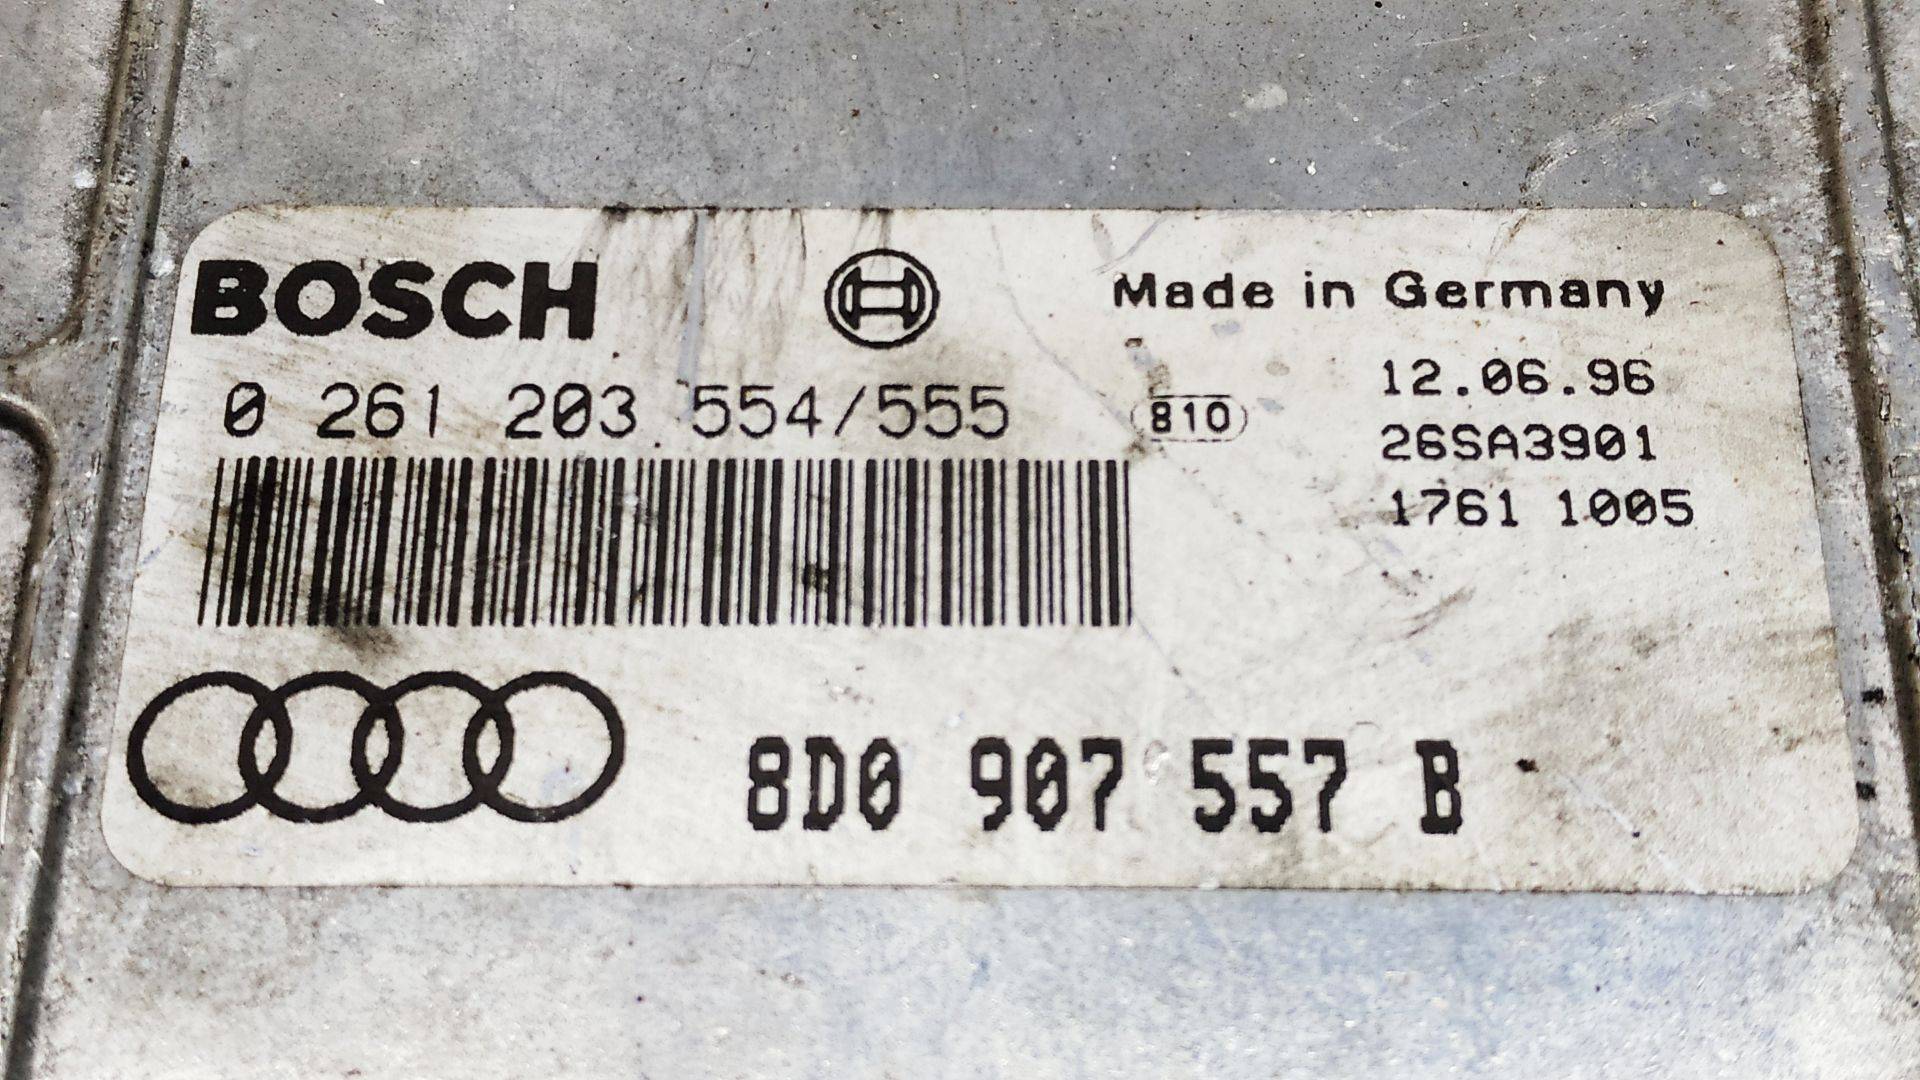 BOSCH
Made in Germany
0 261 203 554/555
810
12.06.96
26SA3901
1761 1005
8D0 907 557 B